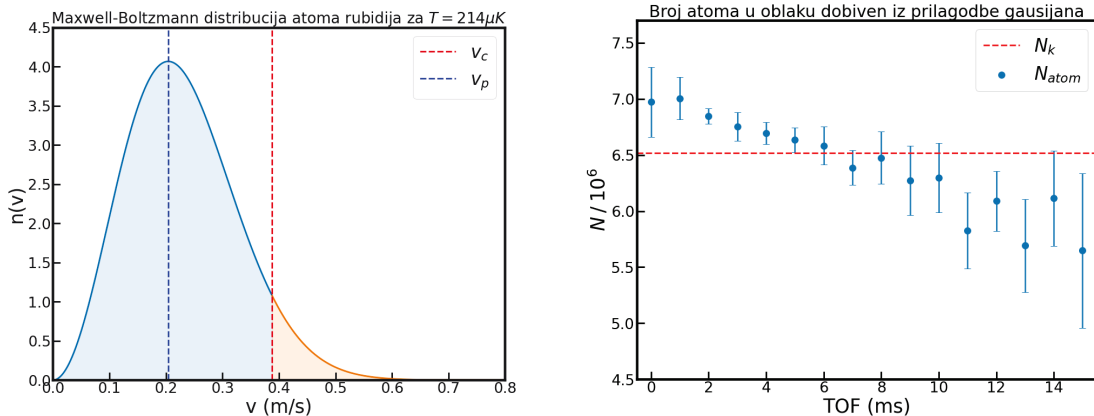 Maxwell-Boltzmann distribucija atoma rubidija za T = 214μK
4.5
4.0
3.5
3.0
2.5
2.0
1.5
1.0
0.5
0.0
n(v)
v_c
v_p
0.0 0.1 0.2 0.3 0.4 0.5 0.6 0.7 0.8
v (m/s)
Broj atoma u oblaku dobiven iz prilagodbe gausijana
7.5
7.0
6.5
6.0
5.5
5.0
4.5
N / 10^6
N_k
N_atom
0 2 4 6 8 10 12 14
TOF (ms)